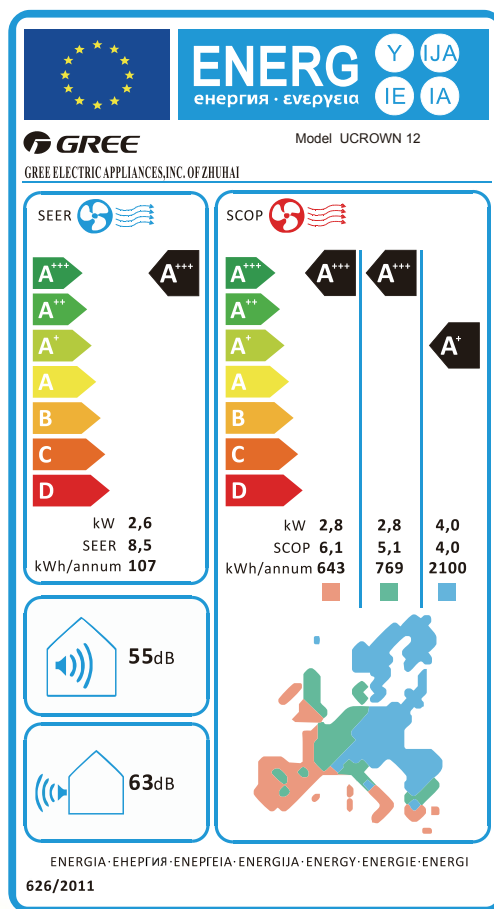 ENERG
енергия · ενεργεια
Y IJA
IE IA
GREE
Model UCROWN 12
GREE ELECTRIC APPLIANCES,INC. OF ZHUHAI
SEER
A+++
A++
A+
A
B
C
D
A+++
kW 2,6
SEER 8,5
kWh/annum 107
SCOP
A+++
A++
A+
A
B
C
D
A+++ A+++
A+
kW 2,8 2,8 4,0
SCOP 6,1 5,1 4,0
kWh/annum 643 769 2100
55dB
63dB
ENERGIA·ЕНЕРГИЯ·ΕΝΕΡΓΕΙΑ·ENERGIJA·ENERGY·ENERGIE·ENERGI
626/2011